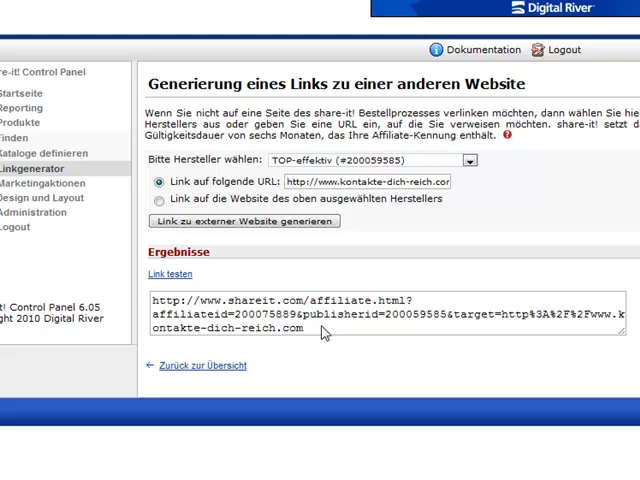 Digital River
Dokumentation Logout
re-it! Control Panel
Startseite
Reporting
Produkte
Finden
Kataloge definieren
Linkgenerator
Marketingaktionen
Design und Layout
Administration
Logout
t! Control Panel 6.05
ght 2010 Digital River
Generierung eines Links zu einer anderen Website
Wenn Sie nicht auf eine Seite des share-it! Bestellprozesses verlinken möchten, dann wählen Sie hie
Herstellers aus oder geben Sie eine URL ein, auf die Sie verweisen möchten. share-it! setzt d
Gültigkeitsdauer von sechs Monaten, das Ihre Affiliate-Kennung enthält.
Bitte Hersteller wählen: TOP-effektiv (#200059585)
Link auf folgende URL: http://www.kontakte-dich-reich.cor
Link auf die Website des oben ausgewählten Herstellers
Link zu externer Website generieren
Ergebnisse
Link testen
http://www.shareit.com/affiliate.html?
affiliateid=200075889&publisherid=200059585&target=http%3A%2F%2Fwww.k
ontakte-dich-reich.com
Zurück zur Übersicht